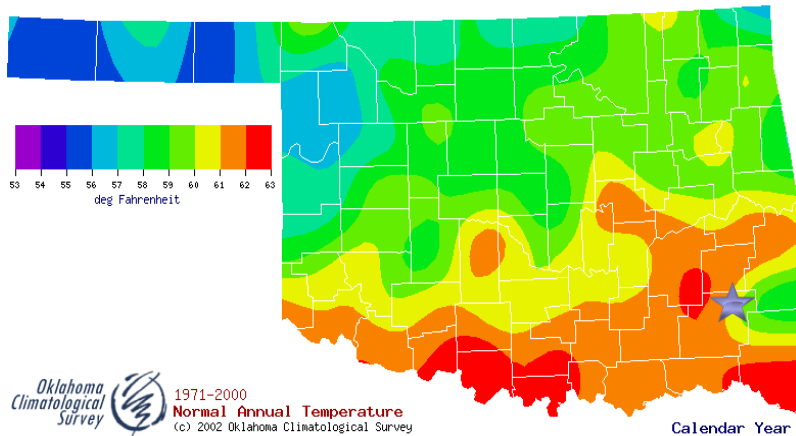 53 54 55 56 57 58 59 60 61 62 63
deg Fahrenheit
Oklahoma
Climatological
Survey
1971-2000
Normal Annual Temperature
(c) 2002 Oklahoma Climatological Survey
Calendar Year